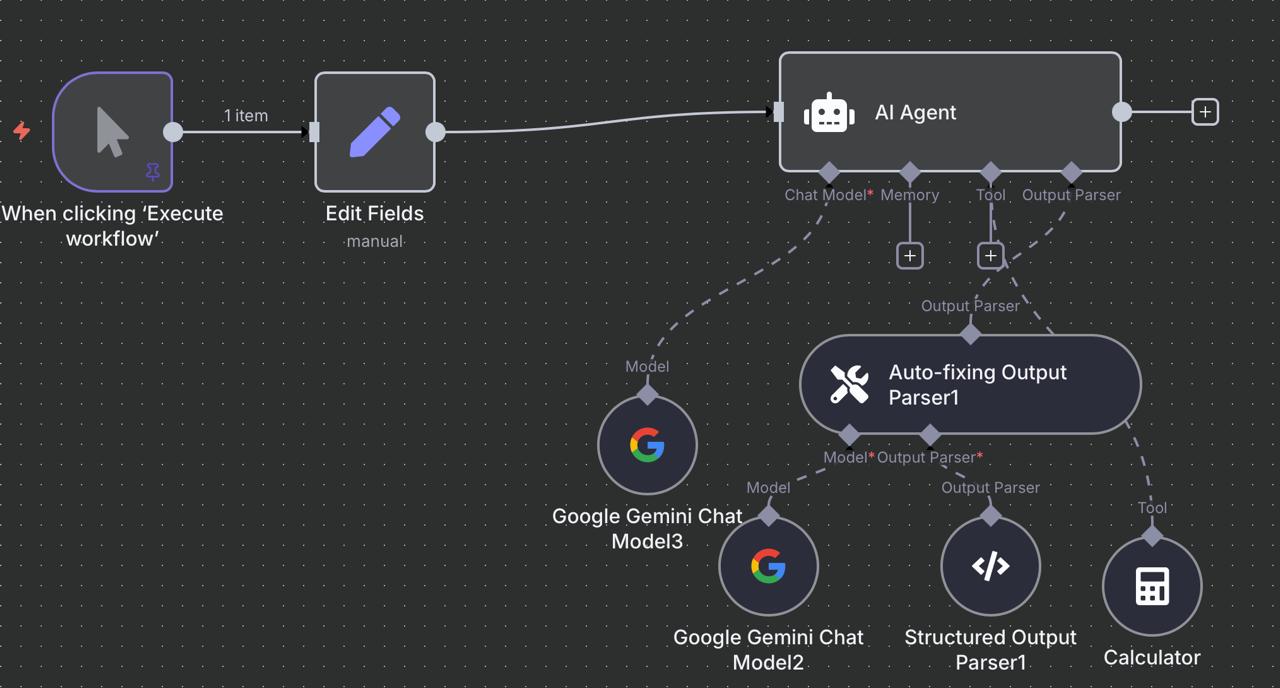 1 item
AI Agent
Chat Model* Memory Tool Output Parser
When clicking ‘Execute
workflow’
Edit Fields
manual
Output Parser
Model
Auto-fixing Output
Parser1
Model* Output Parser*
Model
Output Parser
Tool
Google Gemini Chat
Model3
Google Gemini Chat
Model2
Structured Output
Parser1
Calculator